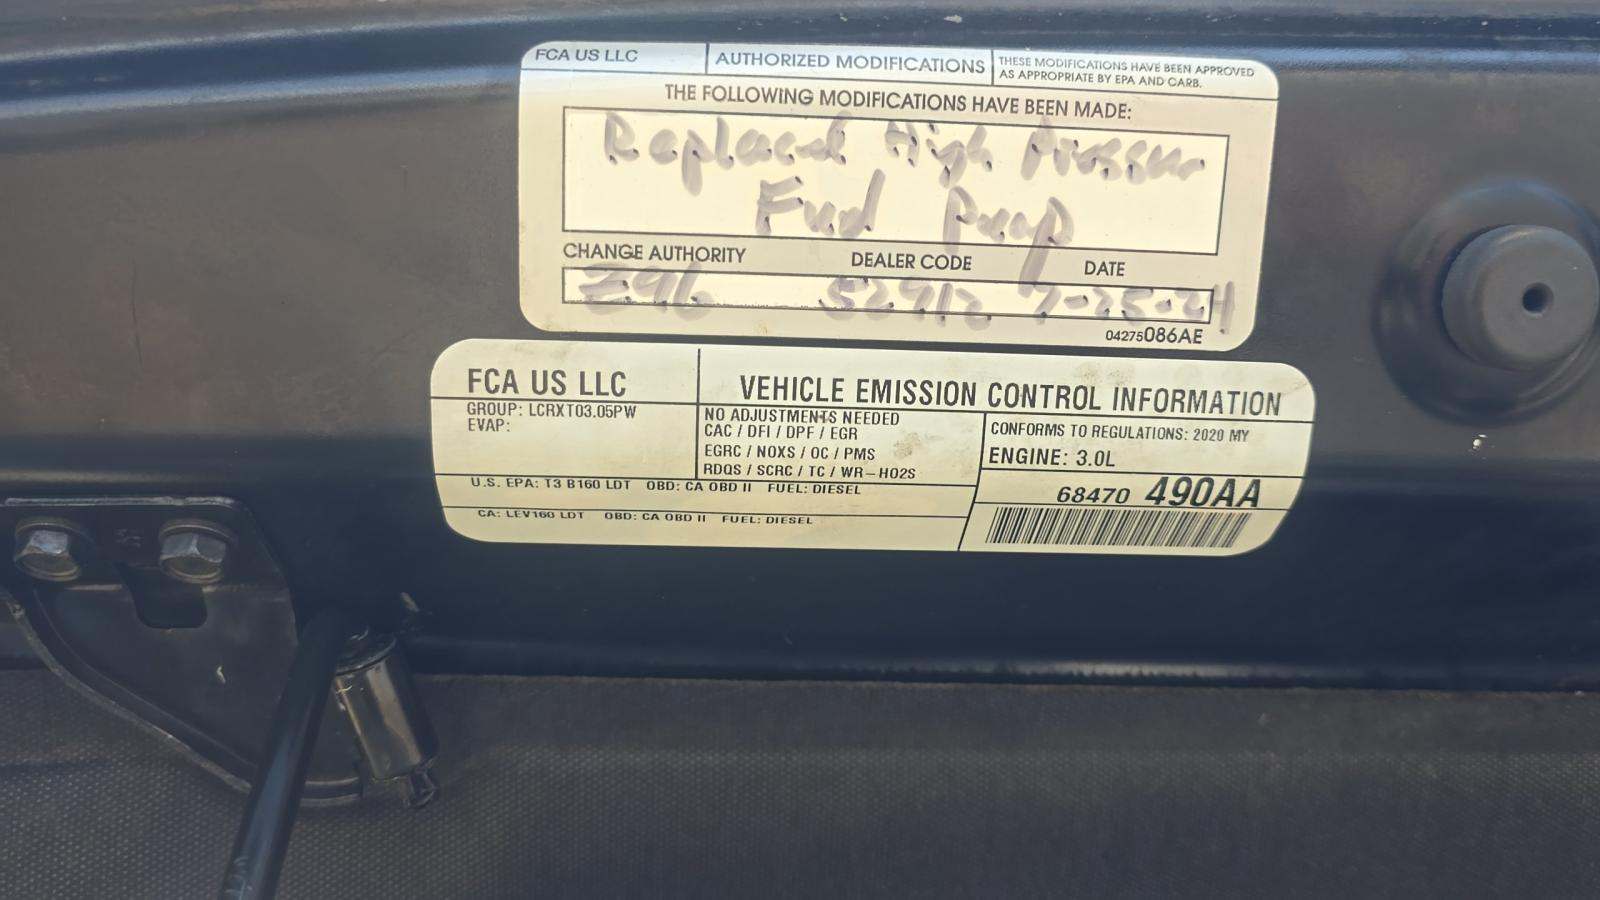 FCA US LLC
AUTHORIZED MODIFICATIONS
THESE MODIFICATIONS HAVE BEEN APPROVED
AS APPROPRIATE BY EPA AND CARB.
THE FOLLOWING MODIFICATIONS HAVE BEEN MADE:
Replaced High Pressure
Fuel Pump
CHANGE AUTHORITY DEALER CODE DATE
Z96 52912 7-25-24
04275086AE
FCA US LLC
VEHICLE EMISSION CONTROL INFORMATION
GROUP: LCRXT03.05PW
EVAP:
NO ADJUSTMENTS NEEDED
CAC / DFI / DPF / EGR
EGRC / NOXS / OC / PMS
RDQS / SCRC / TC / WR-HO2S
CONFORMS TO REGULATIONS: 2020 MY
ENGINE: 3.0L
U.S. EPA: T3 B160 LDT OBD: CA OBD II FUEL: DIESEL
68470 490AA
CA: LEV160 LDT OBD: CA OBD II FUEL: DIESEL